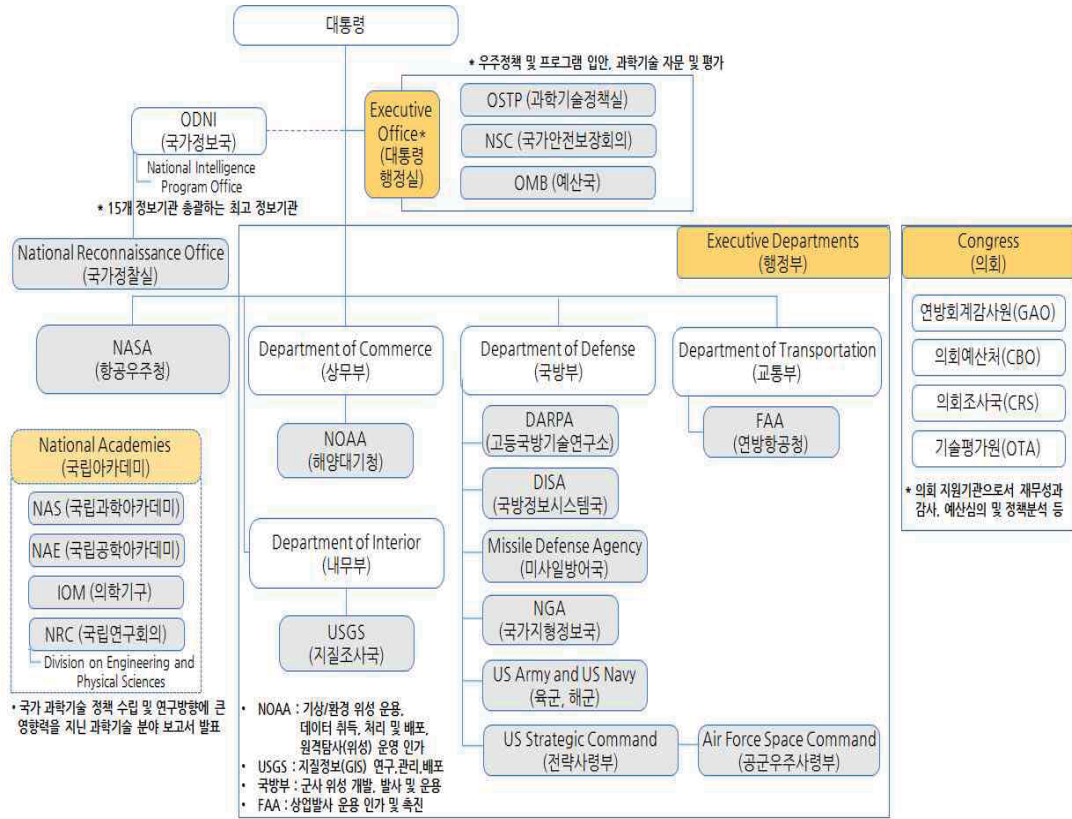 대통령
* 우주정책 및 프로그램 입안, 과학기술 자문 및 평가
Executive
Office*
(대통령
행정실)
OSTP (과학기술정책실)
NSC (국가안전보장회의)
OMB (예산국)
ODNI
(국가정보국)
National Intelligence
Program Office
* 15개 정보기관 총괄하는 최고 정보기관
National Reconnaissance Office
(국가정찰실)
Executive Departments
(행정부)
Congress
(의회)
연방회계감사원(GAO)
의회예산처(CBO)
의회조사국(CRS)
기술평가원(OTA)
* 의회 지원기관으로서 재무성과
감사, 예산심의 및 정책분석 등
NASA
(항공우주청)
Department of Commerce
(상무부)
Department of Defense
(국방부)
Department of Transportation
(교통부)
NOAA
(해양대기청)
DARPA
(고등국방기술연구소)
FAA
(연방항공청)
National Academies
(국립아카데미)
NAS (국립과학아카데미)
NAE (국립공학아카데미)
IOM (의학기구)
NRC (국립연구회의)
Division on Engineering and
Physical Sciences
• 국가 과학기술 정책 수립 및 연구방향에 큰
영향력을 지닌 과학기술 분야 보고서 발표
DISA
(국방정보시스템국)
Department of Interior
(내무부)
Missile Defense Agency
(미사일방어국)
USGS
(지질조사국)
NGA
(국가지형정보국)
US Army and US Navy
(육군, 해군)
US Strategic Command
(전략사령부)
Air Force Space Command
(공군우주사령부)
• NOAA : 기상/환경 위성 운용,
데이터 취득, 처리 및 배포,
원격탐사(위성) 운영 인가
• USGS : 지질정보(GIS) 연구,관리,배포
• 국방부 : 군사 위성 개발, 발사 및 운용
• FAA : 상업발사 운용 인가 및 촉진